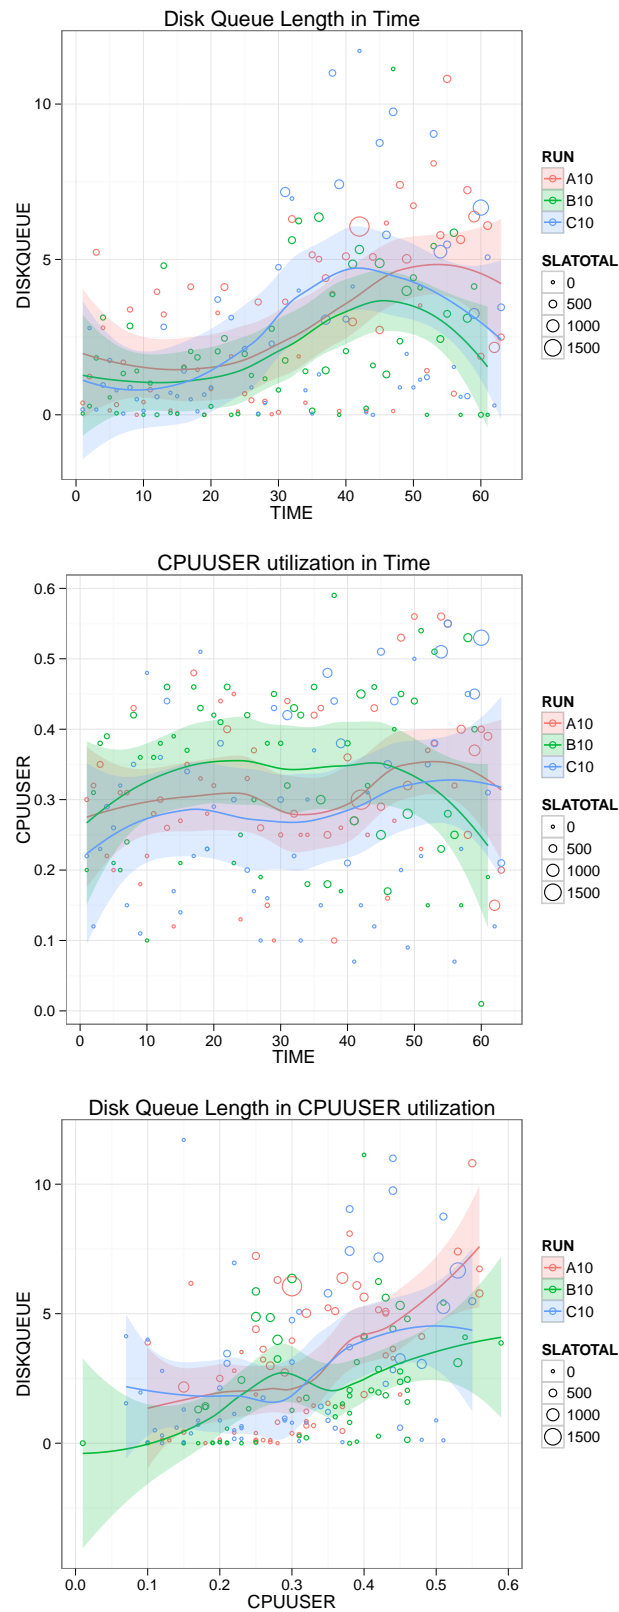 Disk Queue Length in Time
10
5
0
DISKQUEUE
0 10 20 30 40 50 60
TIME
RUN
A10
B10
C10
SLATOTAL
0
500
1000
1500
CPUUSER utilization in Time
0.6
0.5
0.4
0.3
0.2
0.1
0.0
CPUUSER
0 10 20 30 40 50 60
TIME
RUN
A10
B10
C10
SLATOTAL
0
500
1000
1500
Disk Queue Length in CPUUSER utilization
10
5
0
DISKQUEUE
0.0 0.1 0.2 0.3 0.4 0.5 0.6
CPUUSER
RUN
A10
B10
C10
SLATOTAL
0
500
1000
1500